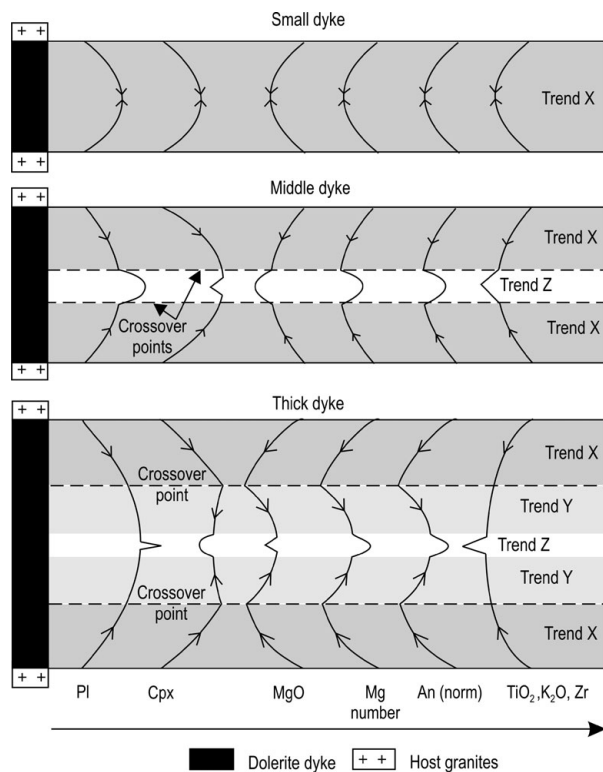 Small dyke
+ +
Trend X
+ +
Middle dyke
+ +
Trend X
Trend Z
Crossover
points
Trend X
+ +
Thick dyke
+ +
Trend X
Crossover
point
Trend Y
Trend Z
Crossover
point
Trend Y
Trend X
+ +
Pl Cpx MgO Mg An (norm) TiO₂,K₂O, Zr
number
Dolerite dyke + + Host granites